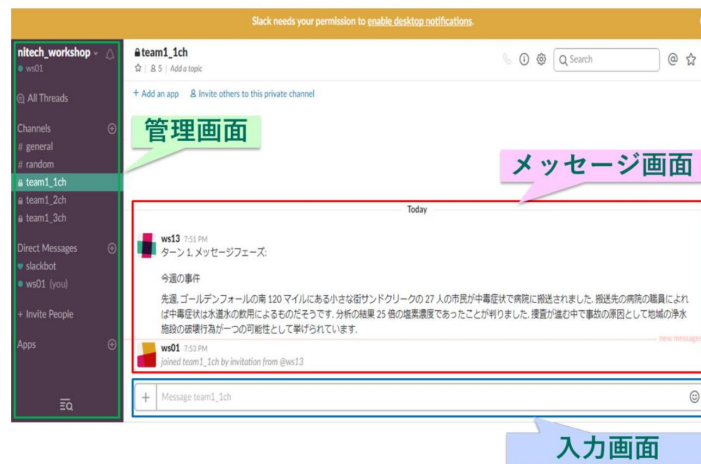 Slack needs your permission to enable desktop notifications.
nitech_workshop
ws01
All Threads
Channels
# general
# random
team1_1ch
team1_2ch
team1_3ch
Direct Messages
slackbot
ws01 (you)
+ Invite People
Apps
team1_1ch
5 | Add a topic
Search
+ Add an app Invite others to this private channel
管理画面
メッセージ画面
Today
ws13 7:51 PM
ターン 1, メッセージフェーズ:
今週の事件
先週, ゴールデンフォールの南 120 マイルにある小さな街サンドクリークの 27 人の市民が中毒症状で病院に搬送されました. 搬送先の病院の職員によれ
ば中毒症状は水道水の飲用によるものだそうです. 分析の結果 25 倍の塩素濃度であったことが判りました. 捜査が進む中で事故の原因として地域の浄水
施設の破壊行為が一つの可能性として挙げられています.
new messages
ws01 7:53 PM
joined team1_1ch by invitation from @ws13
+ Message team1_1ch
入力画面